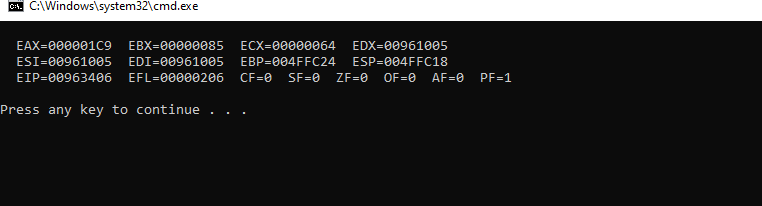 C:\Windows\system32\cmd.exe
EAX=000001C9  EBX=00000085  ECX=00000064  EDX=00961005
ESI=00961005  EDI=00961005  EBP=004FFC24  ESP=004FFC18
EIP=00963406  EFL=00000206  CF=0  SF=0  ZF=0  OF=0  AF=0  PF=1
Press any key to continue . . .